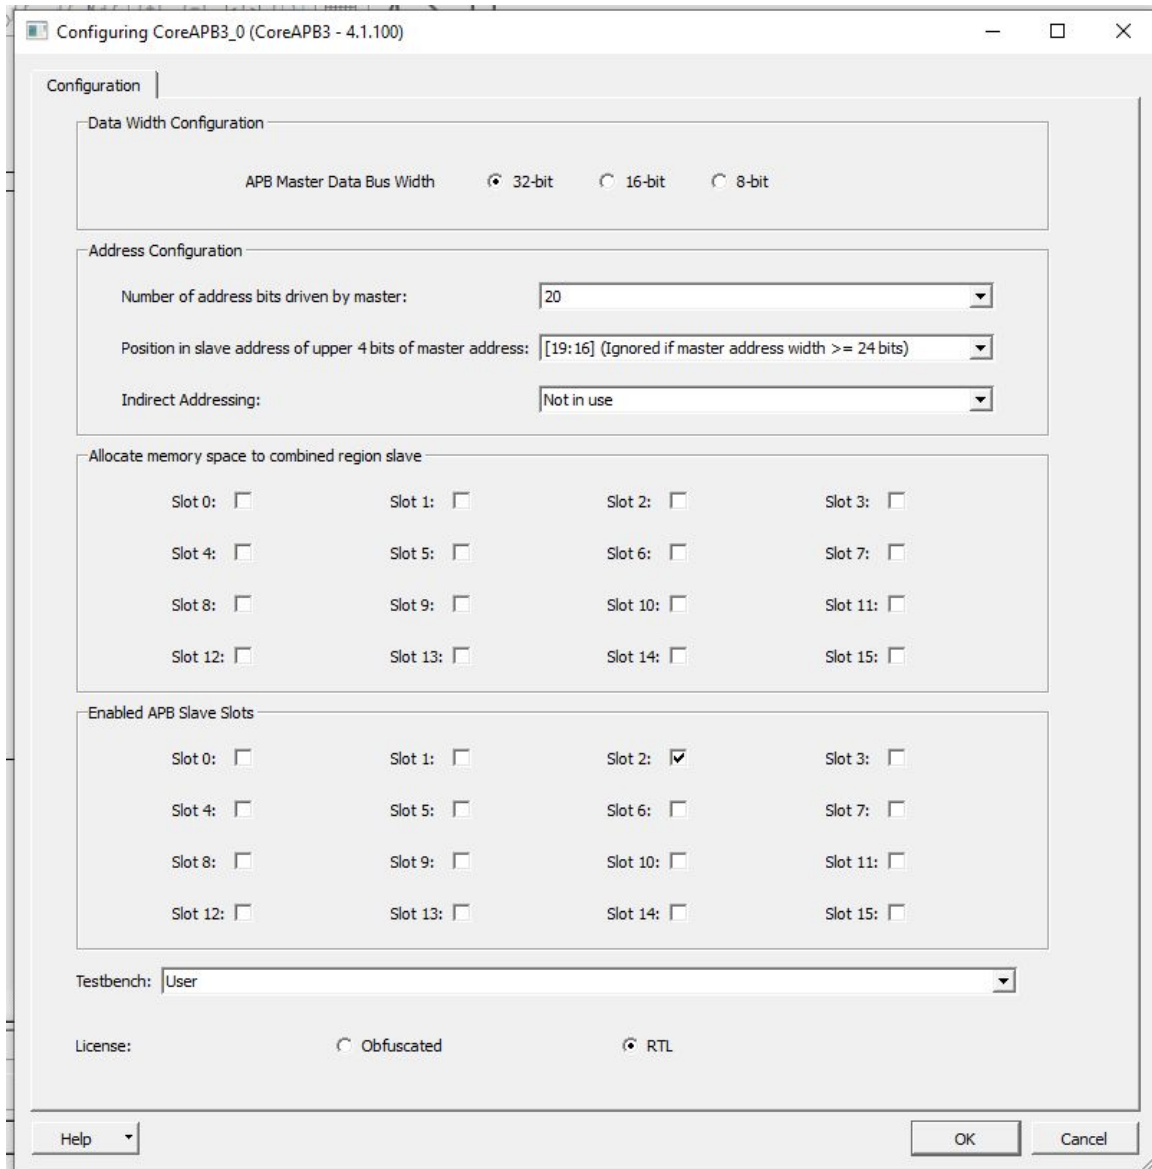 Configuring CoreAPB3_0 (CoreAPB3 - 4.1.100)
Configuration
Data Width Configuration
APB Master Data Bus Width 32-bit 16-bit 8-bit
Address Configuration
Number of address bits driven by master: 20
Position in slave address of upper 4 bits of master address: [19:16] (Ignored if master address width >= 24 bits)
Indirect Addressing: Not in use
Allocate memory space to combined region slave
Slot 0: Slot 1: Slot 2: Slot 3:
Slot 4: Slot 5: Slot 6: Slot 7:
Slot 8: Slot 9: Slot 10: Slot 11:
Slot 12: Slot 13: Slot 14: Slot 15:
Enabled APB Slave Slots
Slot 0: Slot 1: Slot 2: Slot 3:
Slot 4: Slot 5: Slot 6: Slot 7:
Slot 8: Slot 9: Slot 10: Slot 11:
Slot 12: Slot 13: Slot 14: Slot 15:
Testbench: User
License: Obfuscated RTL
Help OK Cancel